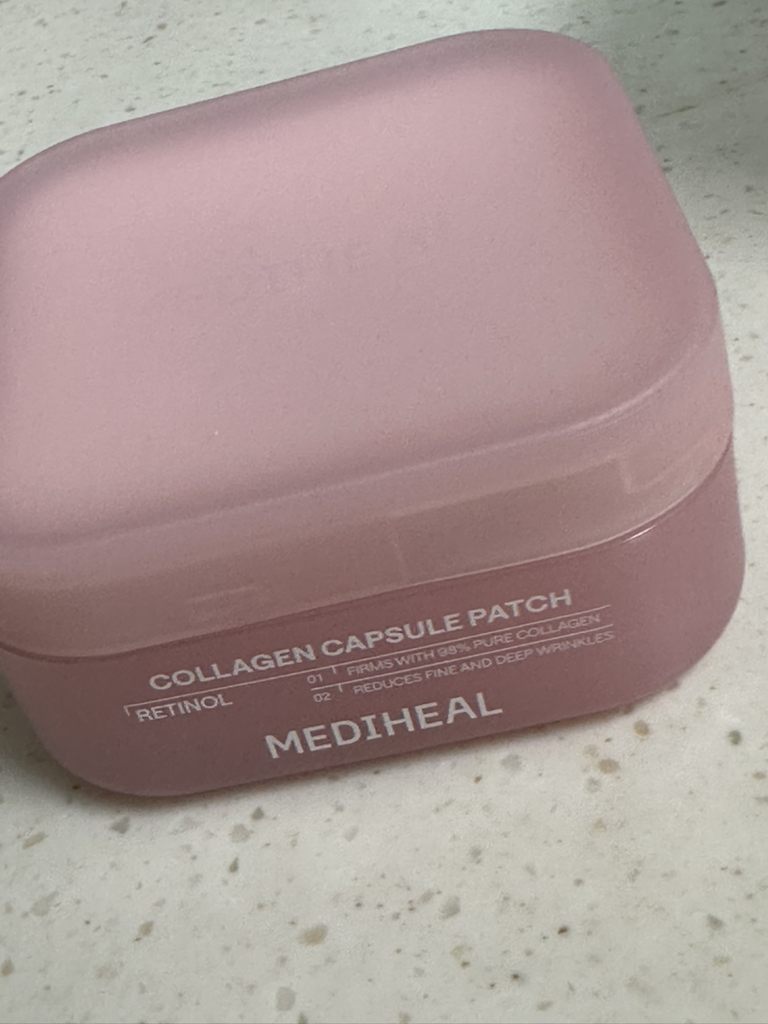 COLLAGEN CAPSULE PATCH
RETINOL
01 FIRMS WITH 98% PURE COLLAGEN
02 REDUCES FINE AND DEEP WRINKLES
MEDIHEAL